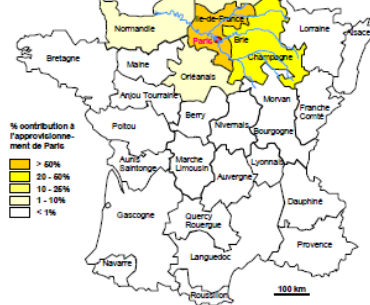 Ile-de-France
Normandie
Lorraine
Alsace
Paris
Brie
Bretagne
Maine
Champagne
Orléanais
Anjou Touraine
Morvan
Franche
Comté
Berry
Nivernais
Bourgogne
% contribution à
l'approvisionne-
ment de Paris
Poitou
> 50%
20 - 50%
10 - 25%
1 - 10%
< 1%
Aunis
Saintonge
Marche
Limousin
Lyonnais
Auvergne
Dauphine
Gascogne
Quercy
Rouergue
Provence
Languedoc
Navarre
Roussillon
100 km